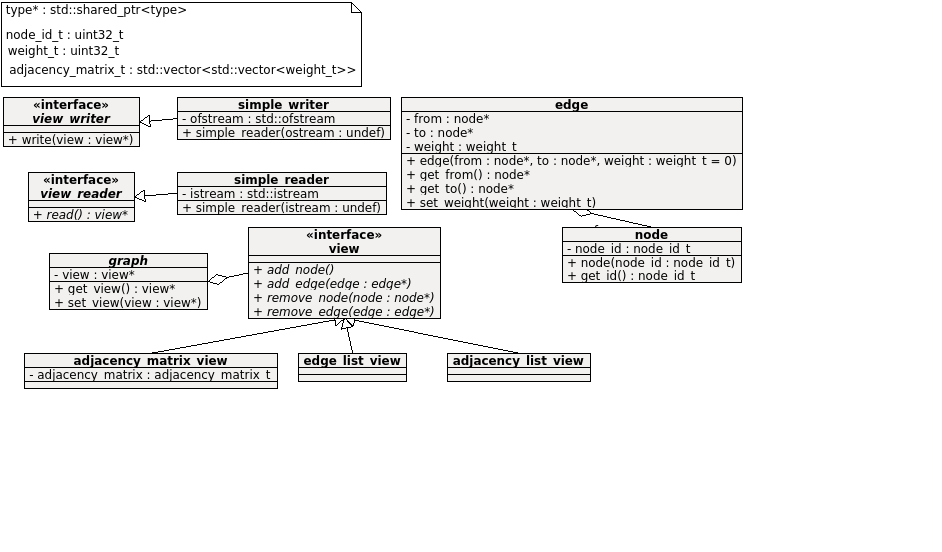 type* : std::shared_ptr<type>
node_id_t : uint32_t
weight_t : uint32_t
adjacency_matrix_t : std::vector<std::vector<weight_t>>
«interface»
view_writer
+ write(view : view*)
simple_writer
- ofstream : std::ofstream
+ simple_reader(ostream : undef)
edge
- from : node*
- to : node*
- weight : weight_t
+ edge(from : node*, to : node*, weight : weight_t = 0)
+ get_from() : node*
+ get_to() : node*
+ set_weight(weight : weight_t)
«interface»
view_reader
+ read() : view*
simple_reader
- istream : std::istream
+ simple_reader(istream : undef)
«interface»
view
+ add_node()
+ add_edge(edge : edge*)
+ remove_node(node : node*)
+ remove_edge(edge : edge*)
node
- node_id : node_id_t
+ node(node_id : node_id_t)
+ get_id() : node_id_t
graph
- view : view*
+ get_view() : view*
+ set_view(view : view*)
adjacency_matrix_view
- adjacency_matrix : adjacency_matrix_t
edge_list_view
adjacency_list_view